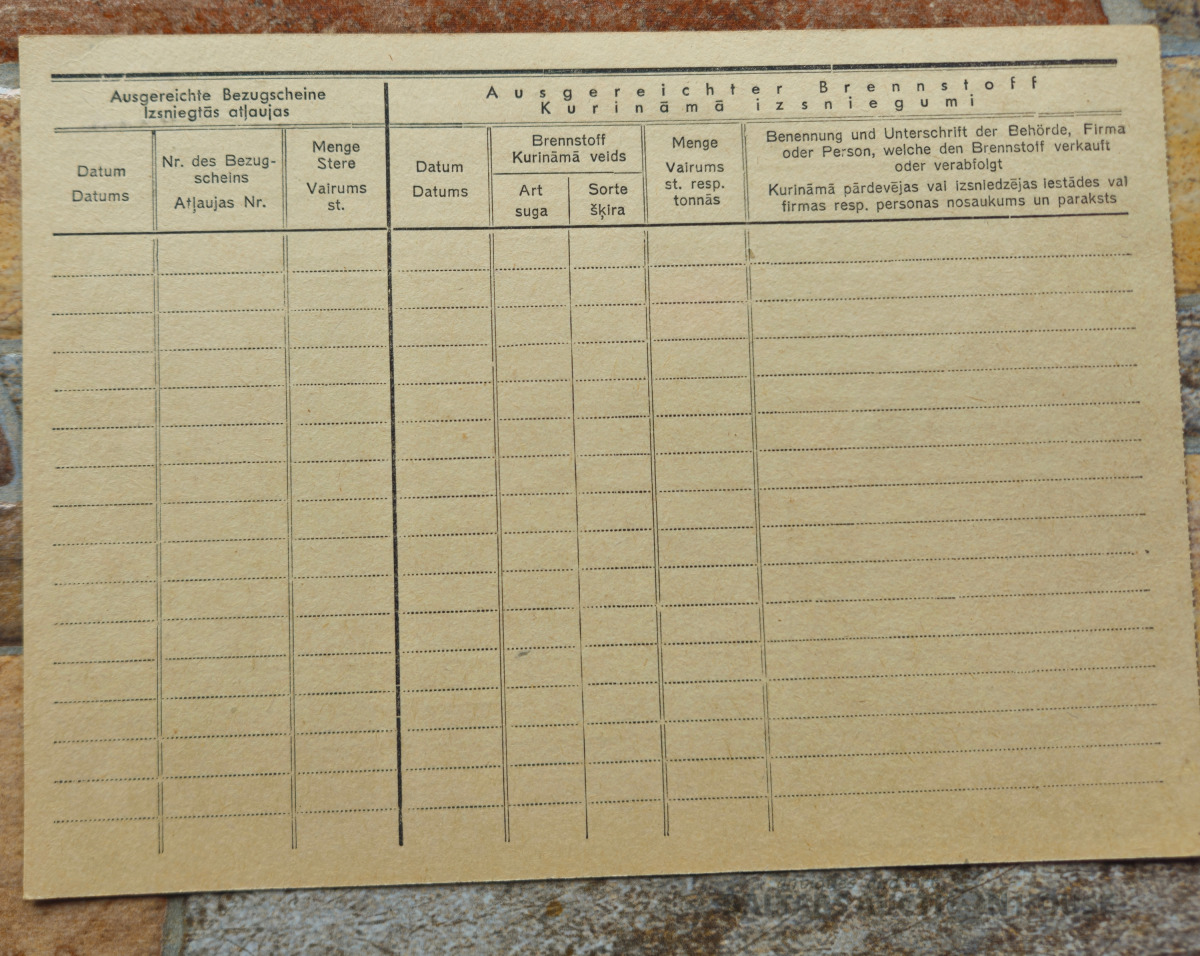 Ausgereichte Bezugscheine
Izsniegtās atļaujas
Ausgereichter Brennstoff
Kurināmā izsniegumi
Datum
Datums
Nr. des Bezug-
scheins
Atļaujas Nr.
Menge
Stere
Vairums
st.
Datum
Datums
Brennstoff
Kurināmā veids
Art
suga
Sorte
šķira
Menge
Vairums
st. resp.
tonnās
Benennung und Unterschrift der Behörde, Firma
oder Person, welche den Brennstoff verkauft
oder verabfolgt
Kurināmā pārdevējas vai izsniedzējas iestādes vai
firmas resp. personas nosaukums un paraksts